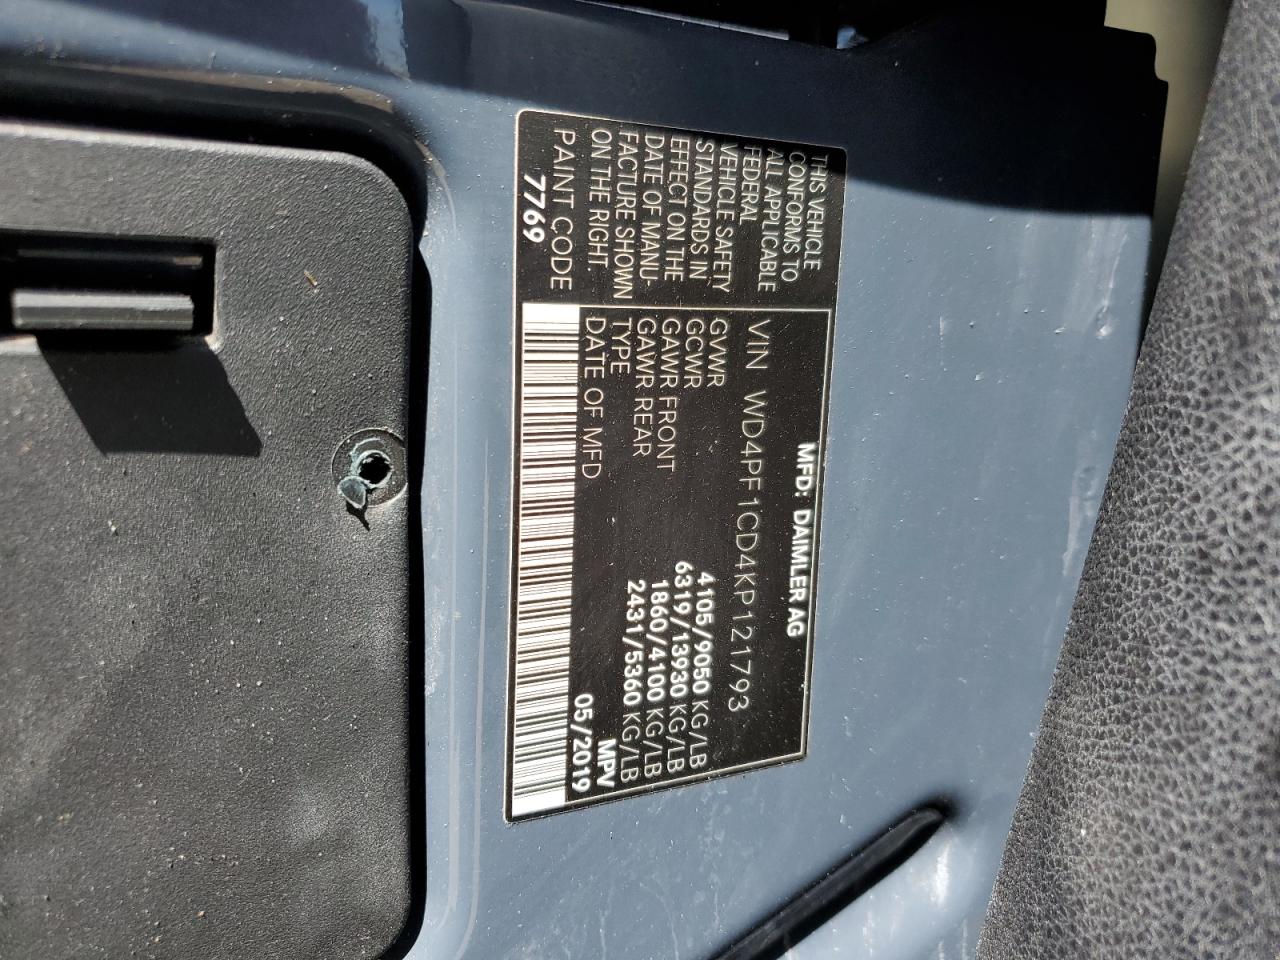 MFD: DAIMLER AG
VIN WD4PF1CD4KP121793
GVWR 4105/9050 KG/LB
GCWR 6319/13930 KG/LB
GAWR FRONT 1860/4100 KG/LB
GAWR REAR 2431/5360 KG/LB
TYPE MPV
DATE OF MFD 05/2019
THIS VEHICLE
CONFORMS TO
ALL APPLICABLE
FEDERAL
VEHICLE SAFETY
STANDARDS IN
EFFECT ON THE
DATE OF MANU-
FACTURE SHOWN
ON THE RIGHT.
PAINT CODE
7769